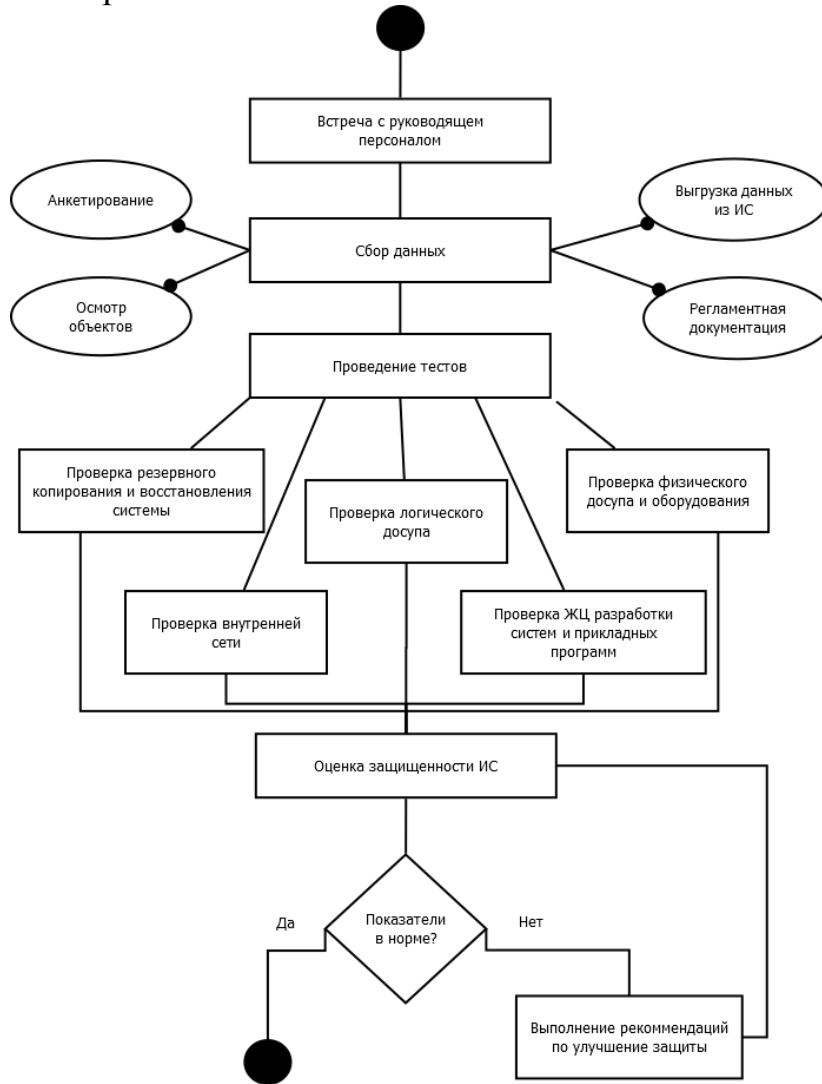 Встреча с руководящем
персоналом
Анкетирование
Выгрузка данных
из ИС
Сбор данных
Осмотр
объектов
Регламентная
документация
Проведение тестов
Проверка резервного
копирования и восстановления
системы
Проверка логического
досупа
Проверка физического
досупа и оборудования
Проверка внутренней
сети
Проверка ЖЦ разработки
систем и прикладных
программ
Оценка защищенности ИС
Да
Показатели
в норме?
Нет
Выполнение рекоммендаций
по улучшение защиты